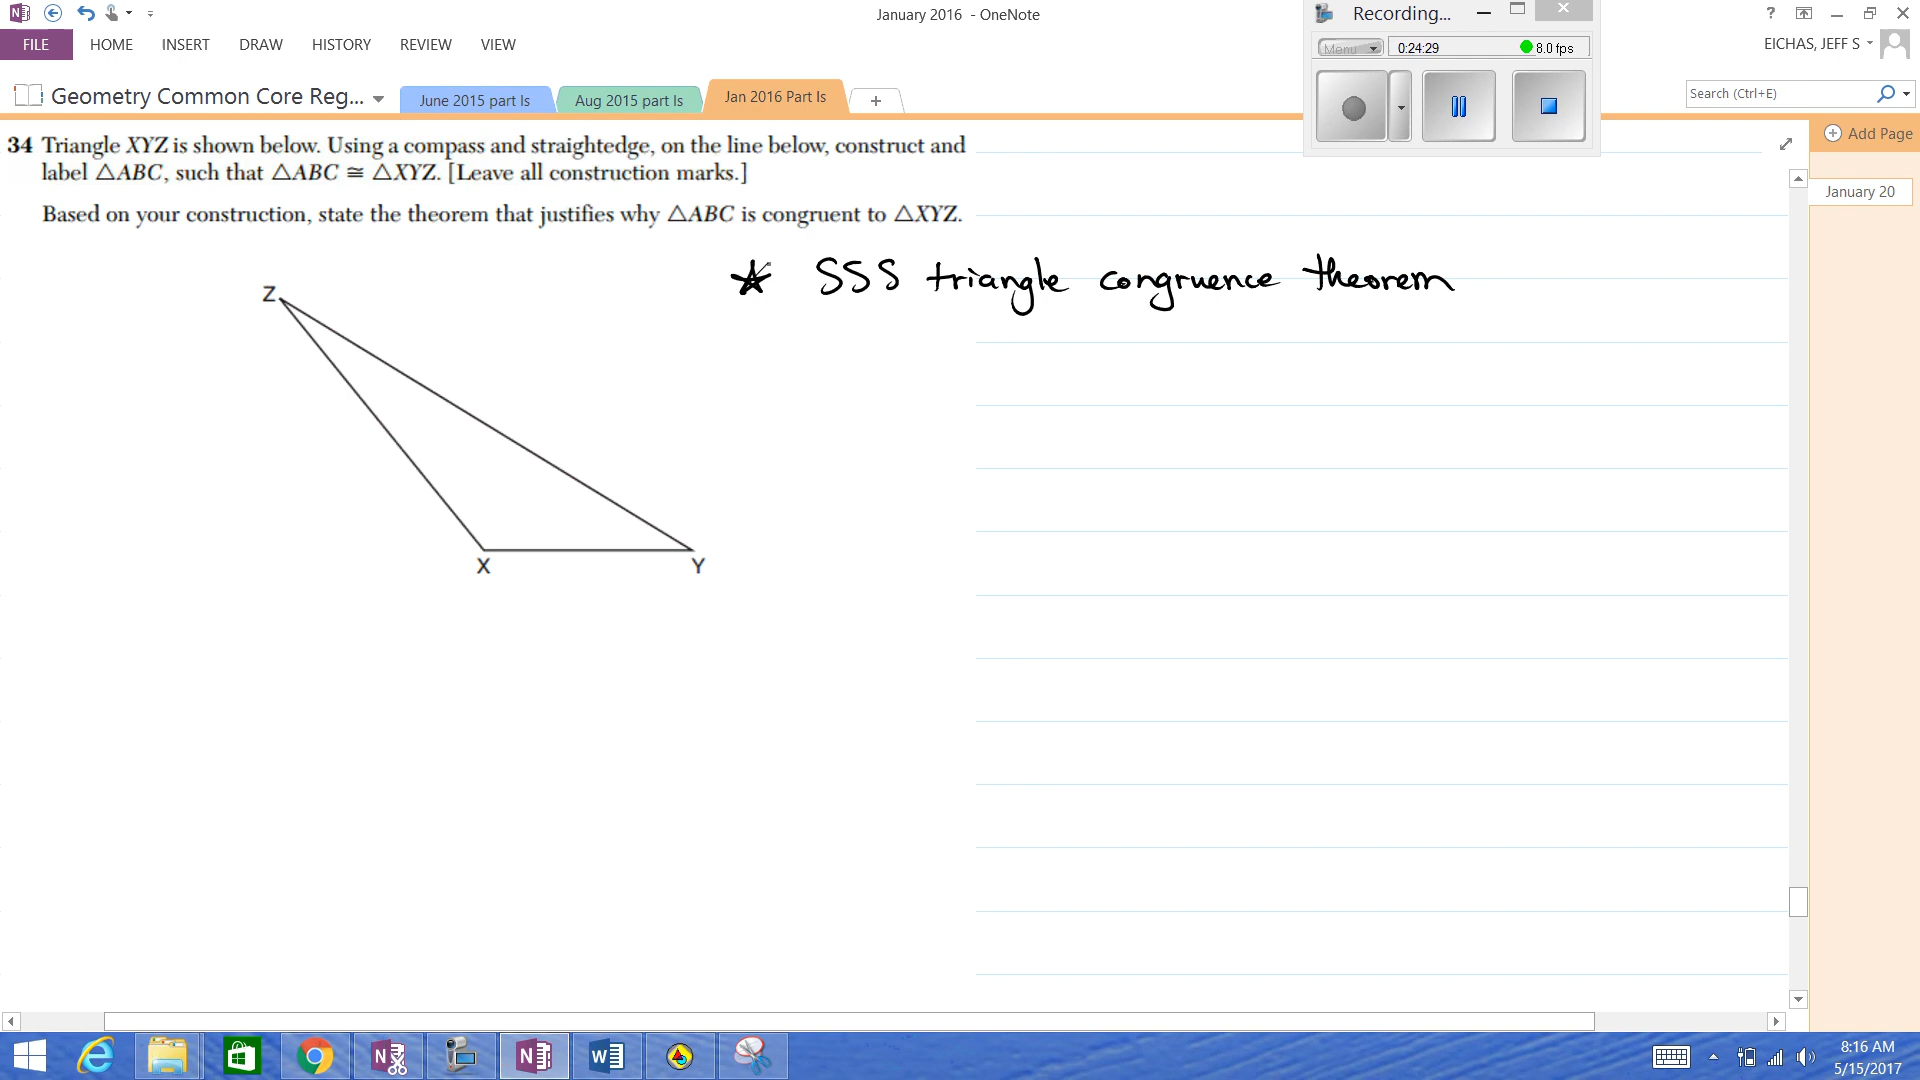 January 2016 - OneNote
Recording...
Menu
0:24:29
8.0 fps
?
FILE
HOME
INSERT
DRAW
HISTORY
REVIEW
VIEW
EICHAS, JEFF S
Geometry Common Core Reg...
June 2015 part Is
Aug 2015 part Is
Jan 2016 Part Is
+
Search (Ctrl+E)
Add Page
January 20
34 Triangle XYZ is shown below. Using a compass and straightedge, on the line below, construct and
label △ABC, such that △ABC ≅ △XYZ. [Leave all construction marks.]
Based on your construction, state the theorem that justifies why △ABC is congruent to △XYZ.
SSS triangle congruence theorem
Z
X
Y
8:16 AM
5/15/2017